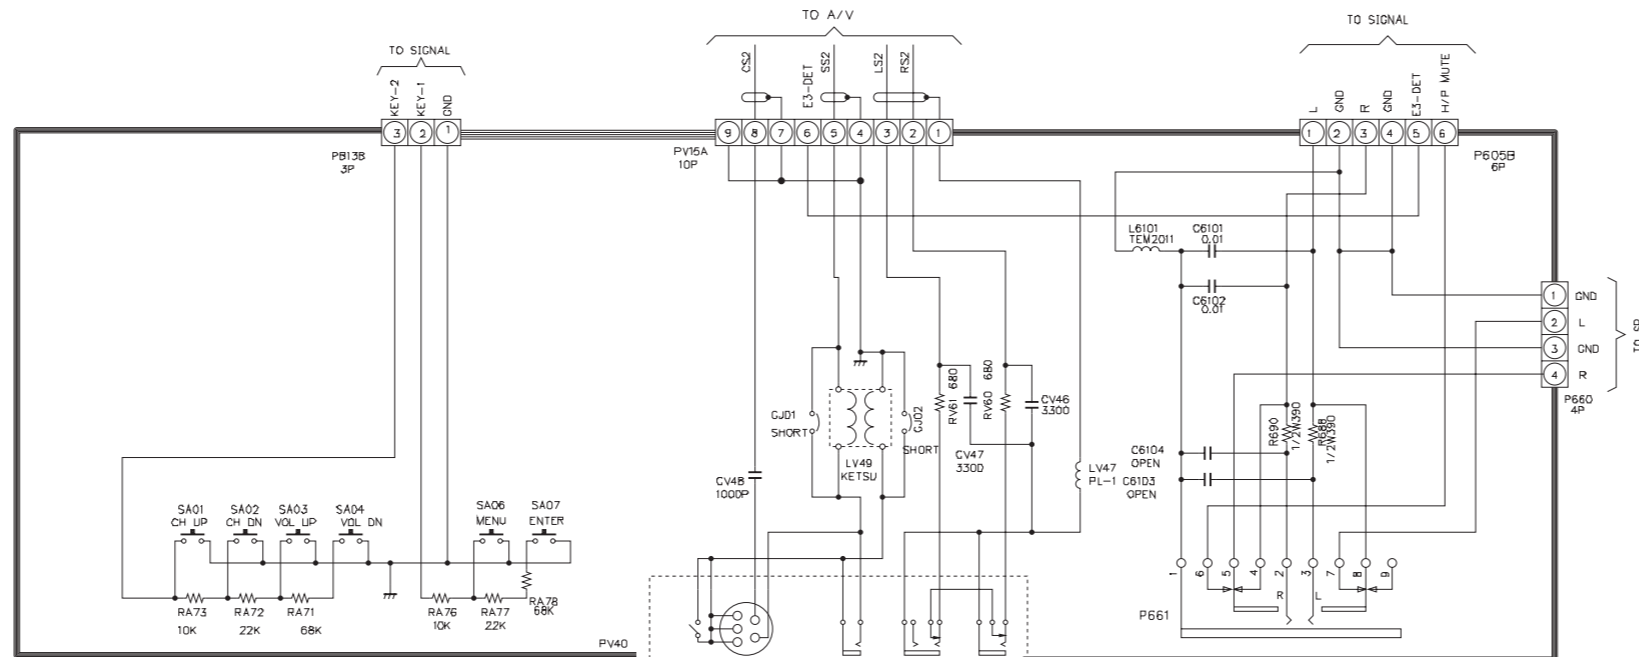 TO A/V
TO SIGNAL
TO SIGNAL
KEY-2
KEY-1
GND
CS2
E3-DET
SS2
LS2
RS2
L
GND
R
GND
E3-DET
H/P MUTE
3 2 1
9 8 7 6 5 4 3 2 1
1 2 3 4 5 6
PB13B
3P
PV15A
10P
P605B
6P
L6101
TEM2011
C6101
0.01
C6102
0.01
1 GND
2 L
3 GND
4 R
P660
4P
GJ01
SHORT
GJ02
SHORT
LV49
KETSU
RV61 680
RV60 680
CV46
3300
CV47
3300
CV48
1000P
LV47
PL-1
R690
1/2W390
R688
1/2W390
C6104
OPEN
C6103
OPEN
SA01
CH UP
SA02
CH DN
SA03
VOL UP
SA04
VOL DN
SA06
MENU
SA07
ENTER
RA73
10K
RA72
22K
RA71
68K
RA76
10K
RA77
22K
RA78
68K
1 6 5 4 2 3 7 8 9
R L
P661
PV40